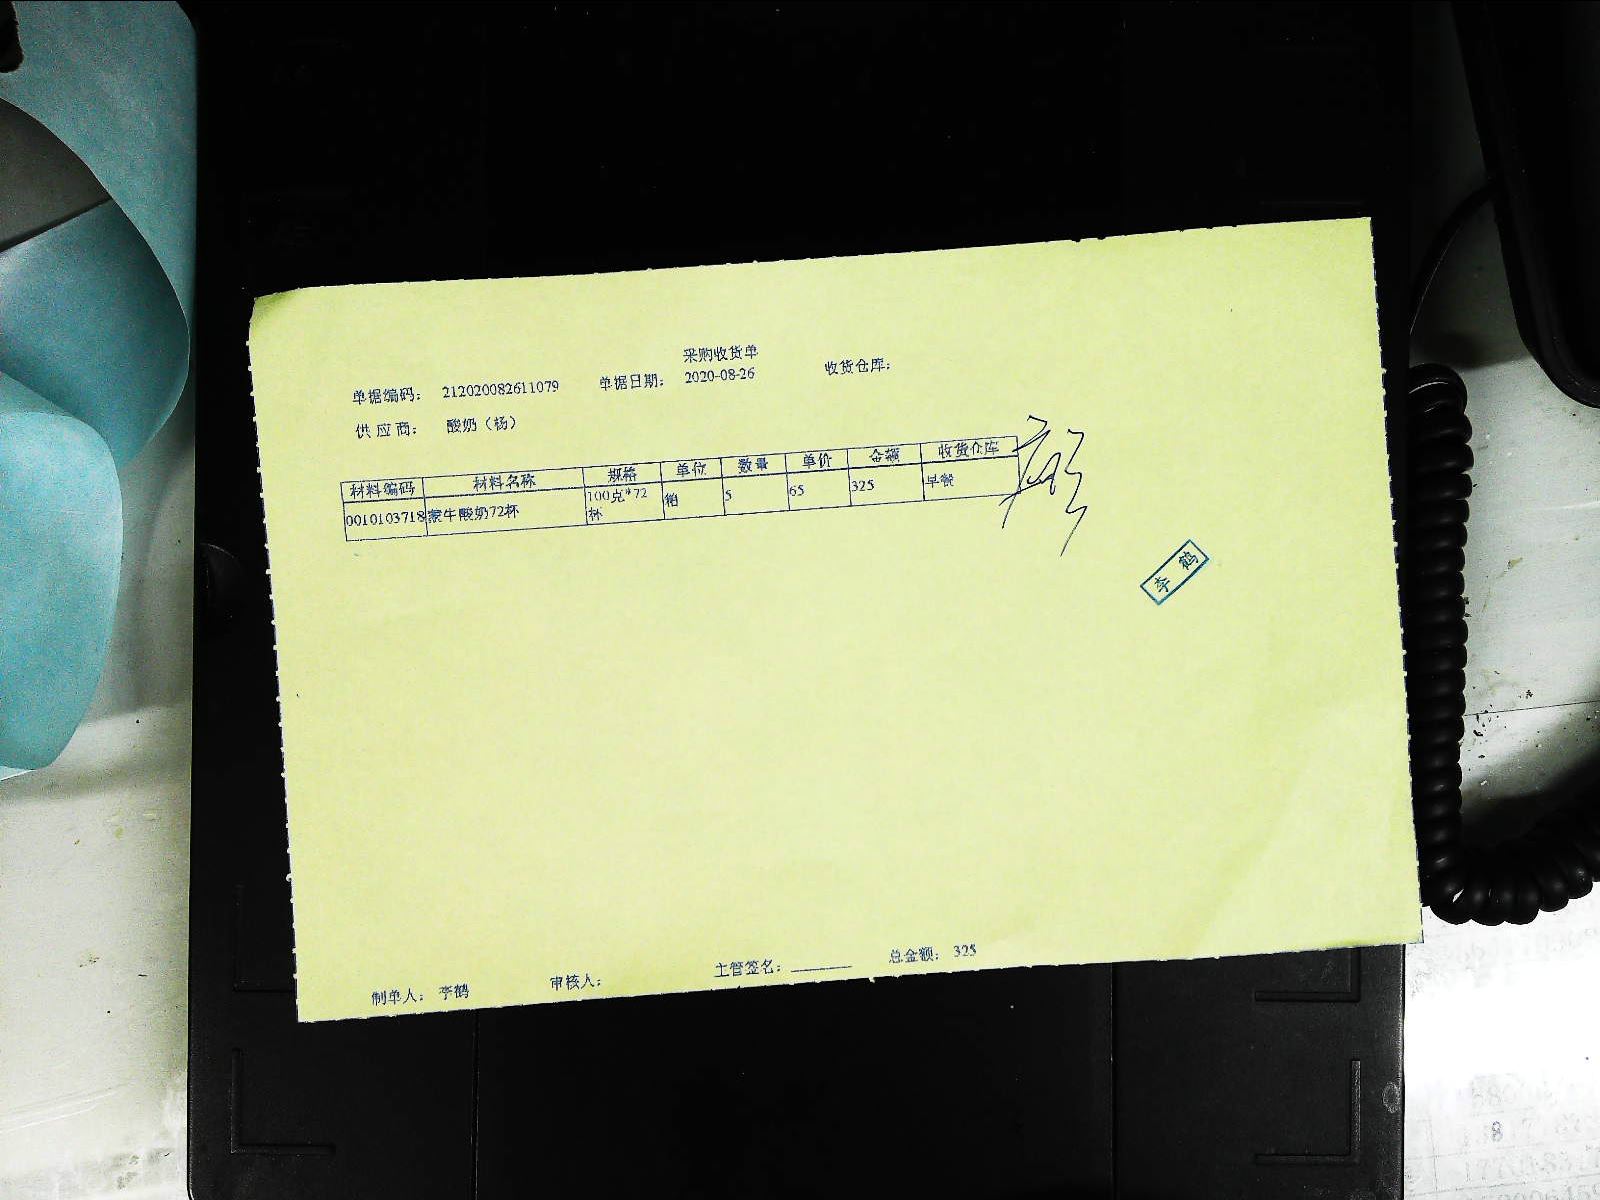 采购收货单
单据编码： 212020082611079 单据日期： 2020-08-26 收货仓库：
供应商： 酸奶（杨）
材料编码 材料名称 规格 单位 数量 单价 金额 收货仓库
0010103718 蒙牛酸奶72杯 100克*72杯 箱 5 65 325 早餐
李鹤
制单人： 李鹤 审核人： 主管签名：________ 总金额： 325